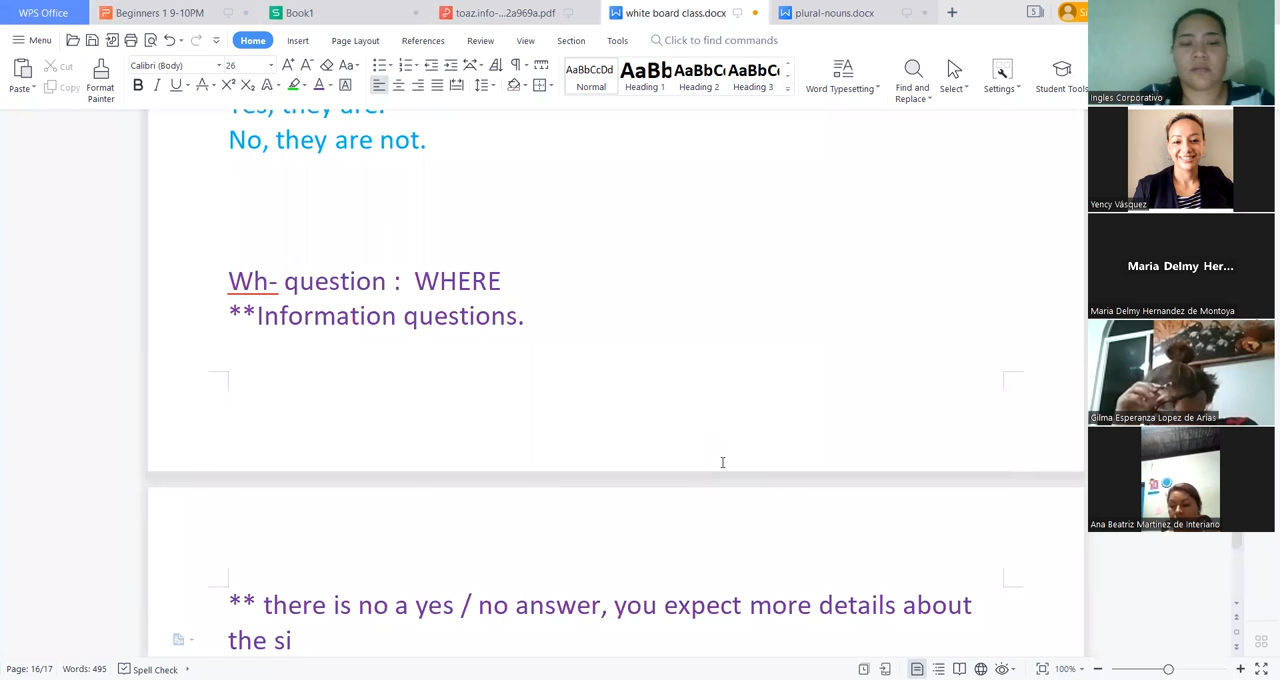 WPS Office
Beginners 1 9-10PM
Book1
toaz.info-...2a969a.pdf
white board class.docx
plural-nouns.docx
5
Menu
Home
Insert
Page Layout
References
Review
View
Section
Tools
Click to find commands
Paste
Cut
Copy
Format
Painter
Calibri (Body)
26
AaBbCcDd
Normal
Heading 1
Heading 2
Heading 3
Word Typesetting
Find and
Replace
Select
Settings
Student Tools
Yes, they are.
No, they are not.
Wh- question : WHERE
**Information questions.
** there is no a yes / no answer, you expect more details about
the si
Ingles Corporativo
Yency Vásquez
Maria Delmy Her...
Maria Delmy Hernandez de Montoya
Gilma Esperanza Lopez de Arias
Ana Beatriz Martinez de Interiano
Page: 16/17
Words: 495
Spell Check
100%